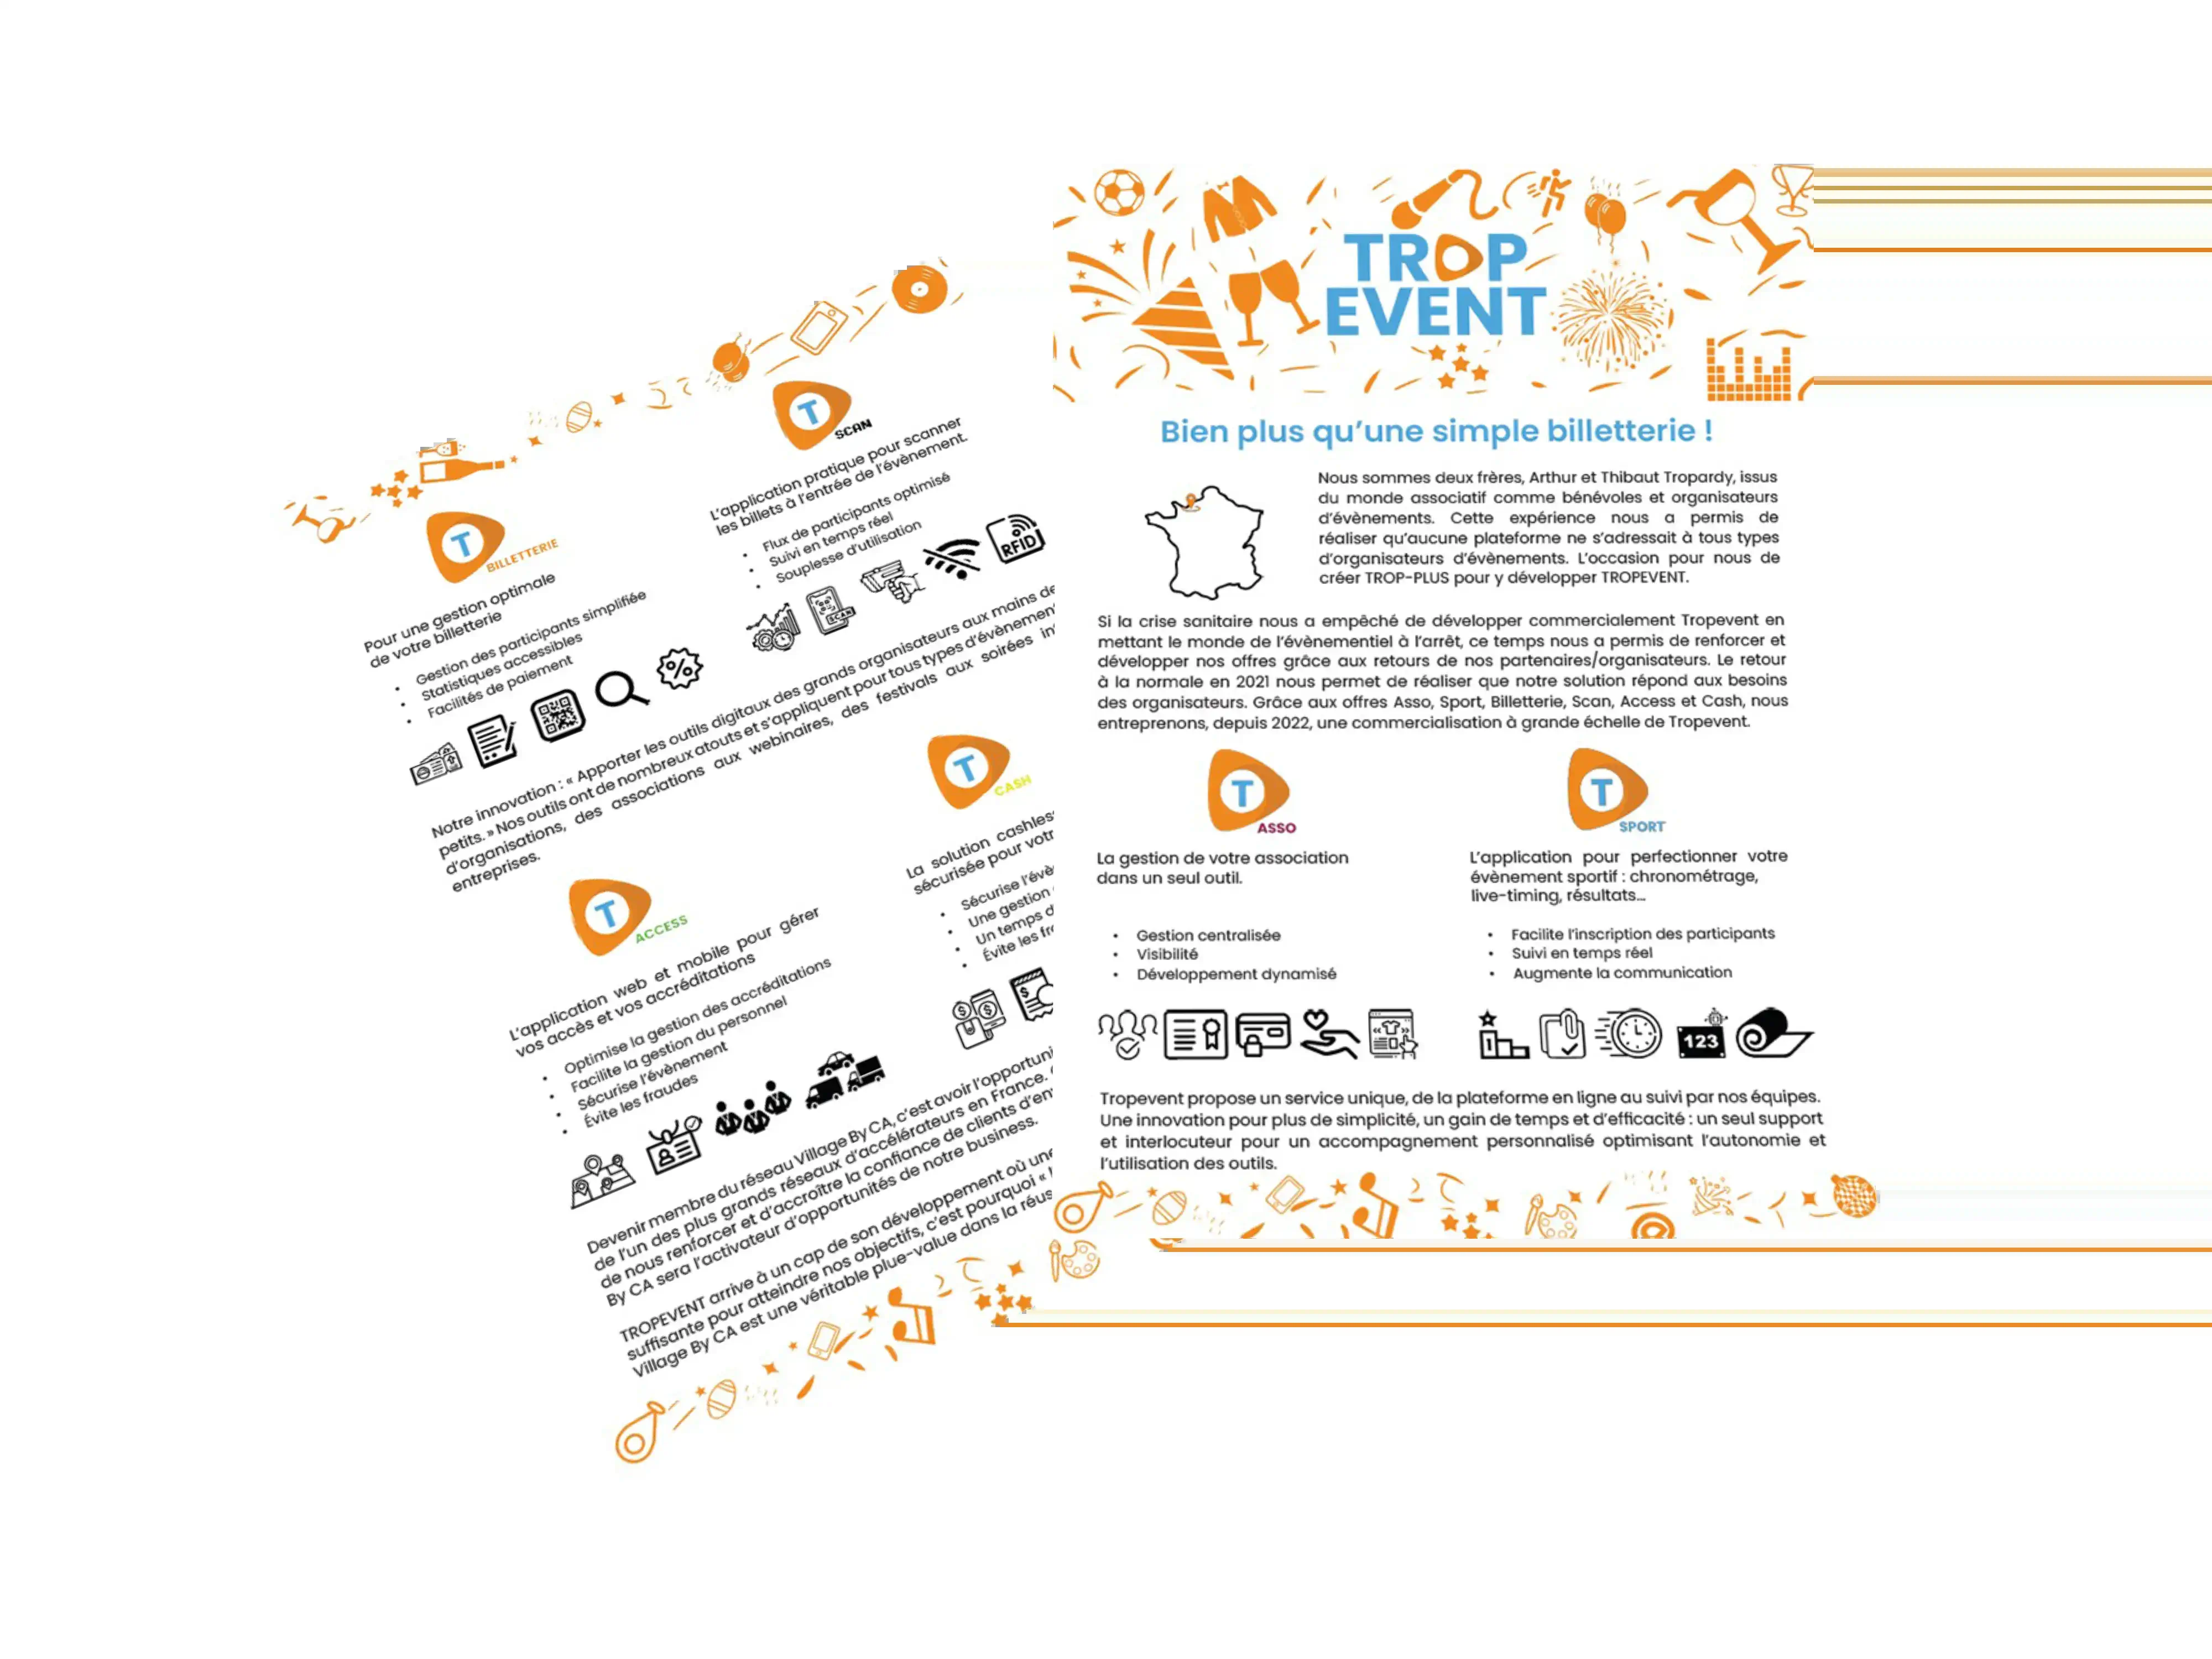 TROP
EVENT
Bien plus qu'une simple billetterie !
Nous sommes deux frères, Arthur et Thibaut Tropardy, issus
du monde associatif comme bénévoles et organisateurs
d'évènements. Cette expérience nous a permis de
réaliser qu'aucune plateforme ne s'adressait à tous types
d'organisateurs d'évènements. L'occasion pour nous de
créer TROP-PLUS pour y développer TROPEVENT.
Si la crise sanitaire nous a empêché de développer commercialement Tropevent en
mettant le monde de l'évènementiel à l'arrêt, ce temps nous a permis de renforcer et
développer nos offres grâce aux retours de nos partenaires/organisateurs. Le retour
à la normale en 2021 nous permet de réaliser que notre solution répond aux besoins
des organisateurs. Grâce aux offres Asso, Sport, Billetterie, Scan, Access et Cash, nous
entreprenons, depuis 2022, une commercialisation à grande échelle de Tropevent.
T
ASSO
La gestion de votre association
dans un seul outil.
• Gestion centralisée
• Visibilité
• Développement dynamisé
T
SPORT
L'application pour perfectionner votre
évènement sportif : chronométrage,
live-timing, résultats...
• Facilite l'inscription des participants
• Suivi en temps réel
• Augmente la communication
123
Tropevent propose un service unique, de la plateforme en ligne au suivi par nos équipes.
Une innovation pour plus de simplicité, un gain de temps et d'efficacité : un seul support
et interlocuteur pour un accompagnement personnalisé optimisant l'autonomie et
l'utilisation des outils.
T
BILLETTERIE
Pour une gestion optimale
de votre billetterie
• Gestion des participants simplifiée
• Statistiques accessibles
• Facilités de paiement
%
T
SCAN
L'application pratique pour scanner
les billets à l'entrée de l'évènement.
• Flux de participants optimisé
• Suivi en temps réel
• Souplesse d'utilisation
SCAN
RFID
Notre innovation : « Apporter les outils digitaux des grands organisateurs aux mains de
petits. » Nos outils ont de nombreux atouts et s'appliquent pour tous types d'évènemen
d'organisations, des associations aux webinaires, des festivals aux soirées
entreprises.
T
ACCESS
L'application web et mobile pour gérer
vos accès et vos accréditations
• Optimise la gestion des accréditations
• Facilite la gestion du personnel
• Sécurise l'évènement
• Évite les fraudes
T
CASH
La solution cashles
sécurisée pour votr
• Sécurise l'évè
• Une gestion
• Un temps d
• Évite les fr
Devenir membre du réseau Village By CA, c'est avoir l'opportuni
de l'un des plus grands réseaux d'accélérateurs en France.
de nous renforcer et d'accroître la confiance de clients d'en
By CA sera l'activateur d'opportunités de notre business.
TROPEVENT arrive à un cap de son développement où une
suffisante pour atteindre nos objectifs, c'est pourquoi «
Village By CA est une véritable plue-value dans la réus